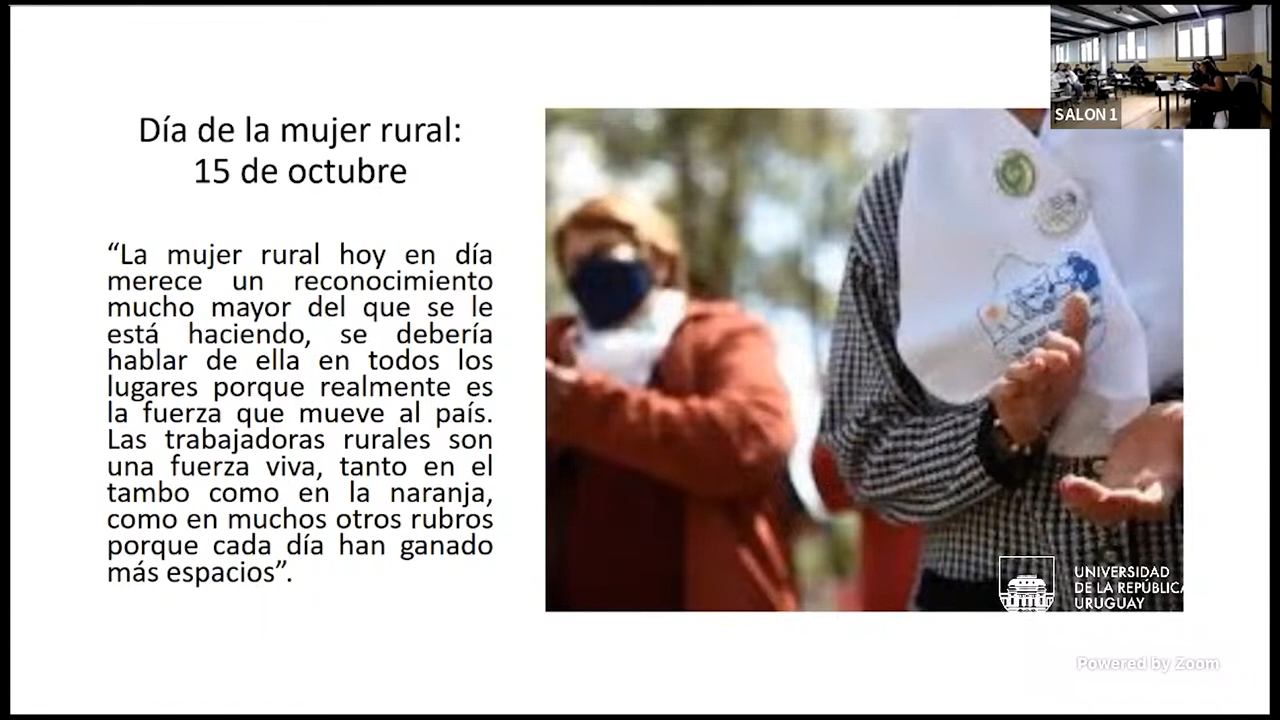 SALON 1
Día de la mujer rural:
15 de octubre
“La mujer rural hoy en día
merece un reconocimiento
mucho mayor del que se le
está haciendo, se debería
hablar de ella en todos los
lugares porque realmente es
la fuerza que mueve al país.
Las trabajadoras rurales son
una fuerza viva, tanto en el
tambo como en la naranja,
como en muchos otros rubros
porque cada día han ganado
más espacios”.
UNIVERSIDAD
DE LA REPÚBLICA
URUGUAY
Powered by Zoom